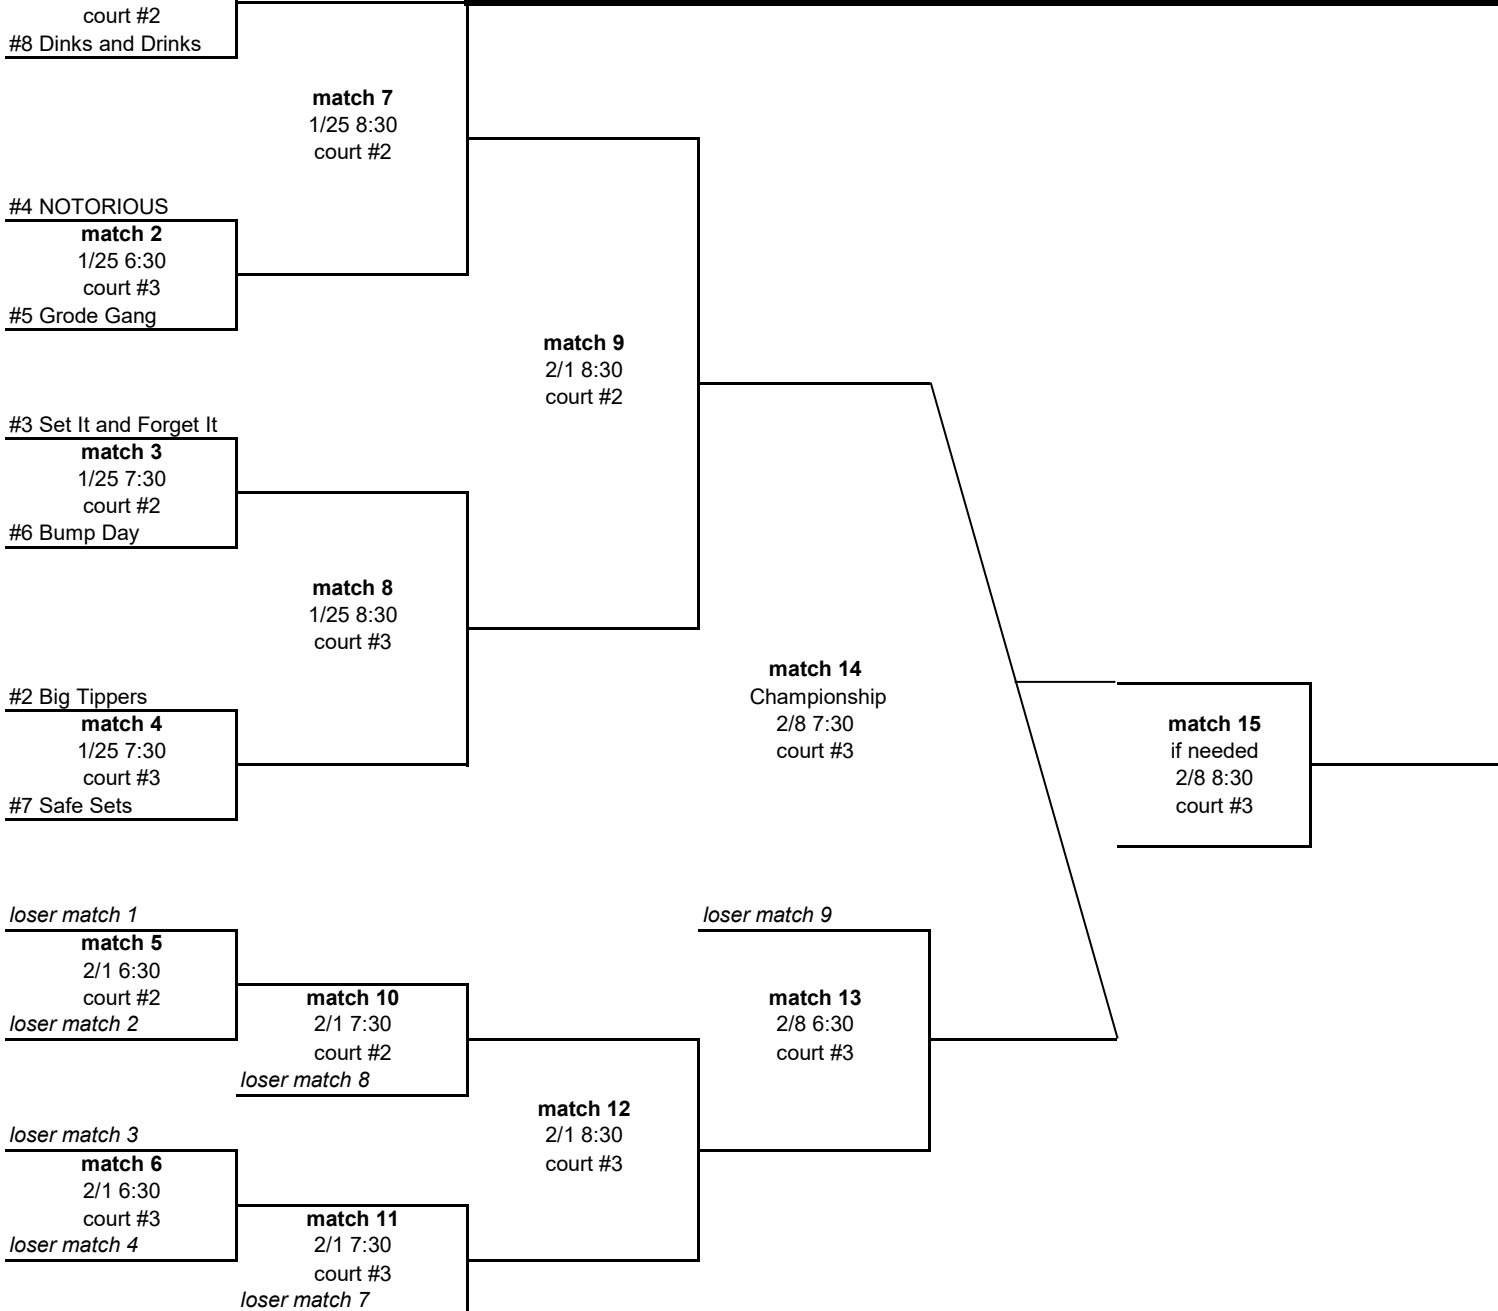 court #2
#8 Dinks and Drinks
match 7
1/25 8:30
court #2
#4 NOTORIOUS
match 2
1/25 6:30
court #3
#5 Grode Gang
match 9
2/1 8:30
court #2
#3 Set It and Forget It
match 3
1/25 7:30
court #2
#6 Bump Day
match 8
1/25 8:30
court #3
#2 Big Tippers
match 4
1/25 7:30
court #3
#7 Safe Sets
match 14
Championship
2/8 7:30
court #3
match 15
if needed
2/8 8:30
court #3
loser match 1
match 5
2/1 6:30
court #2
loser match 2
match 10
2/1 7:30
court #2
loser match 8
loser match 9
match 13
2/8 6:30
court #3
match 12
2/1 8:30
court #3
loser match 3
match 6
2/1 6:30
court #3
loser match 4
match 11
2/1 7:30
court #3
loser match 7